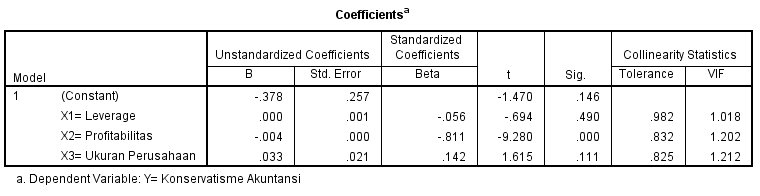 Coefficientsa
Unstandardized Coefficients Standardized Coefficients Collinearity Statistics
Model B Std. Error Beta t Sig. Tolerance VIF
1 (Constant) -.378 .257 -1.470 .146
X1= Leverage .000 .001 -.056 -.694 .490 .982 1.018
X2= Profitabilitas -.004 .000 -.811 -9.280 .000 .832 1.202
X3= Ukuran Perusahaan .033 .021 .142 1.615 .111 .825 1.212
a. Dependent Variable: Y= Konservatisme Akuntansi